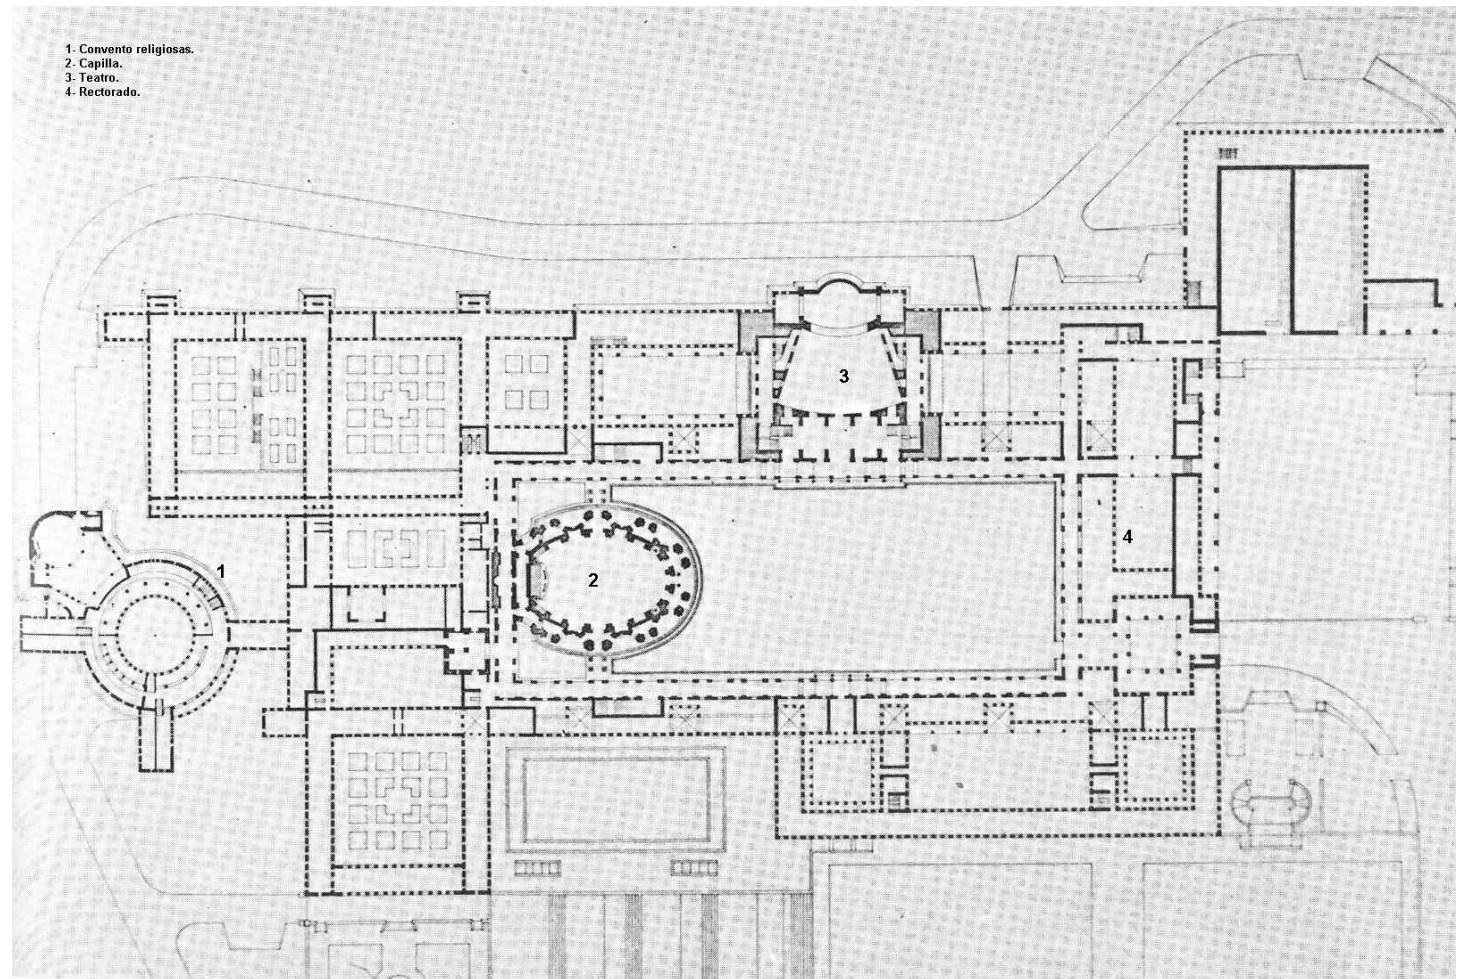 1- Convento religiosas.
2- Capilla.
3- Teatro.
4- Rectorado.
3
4
1
2